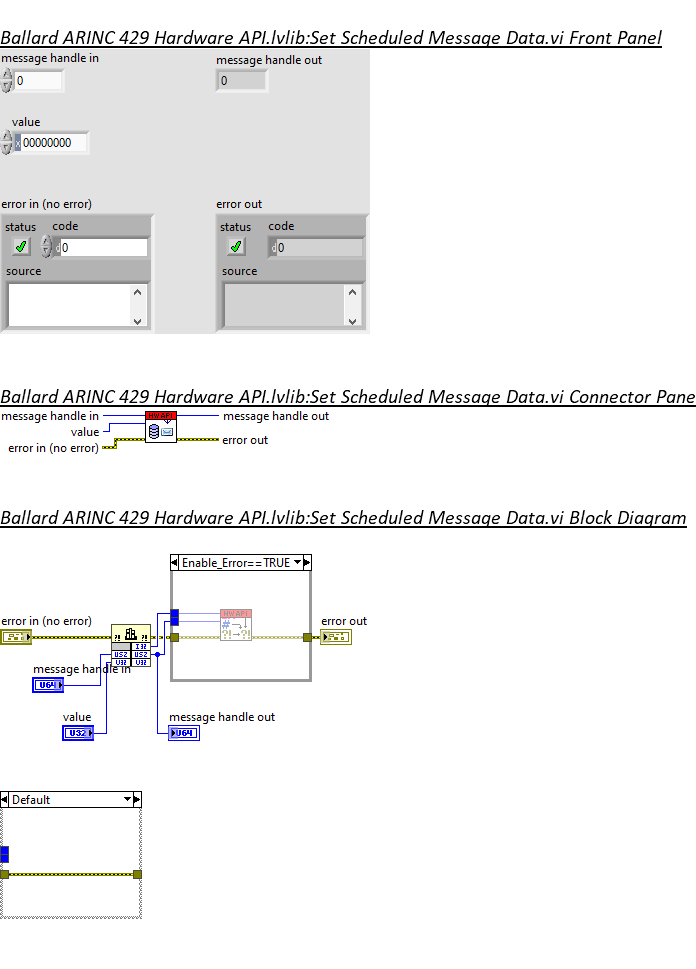 Ballard ARINC 429 Hardware API.lvlib:Set Scheduled Message Data.vi Front Panel
message handle in
message handle out
0
0
value
x 00000000
error in (no error)
error out
status code
status code
d 0
d 0
source
source
Ballard ARINC 429 Hardware API.lvlib:Set Scheduled Message Data.vi Connector Pane
message handle in
HW API
message handle out
value
error in (no error)
error out
Ballard ARINC 429 Hardware API.lvlib:Set Scheduled Message Data.vi Block Diagram
Enable_Error==TRUE
error in (no error)
HW API
error out
?!
?!
#
?!→?!
I32
U32 U32
U32 U32
message handle in
U64
value
message handle out
U32
U64
Default